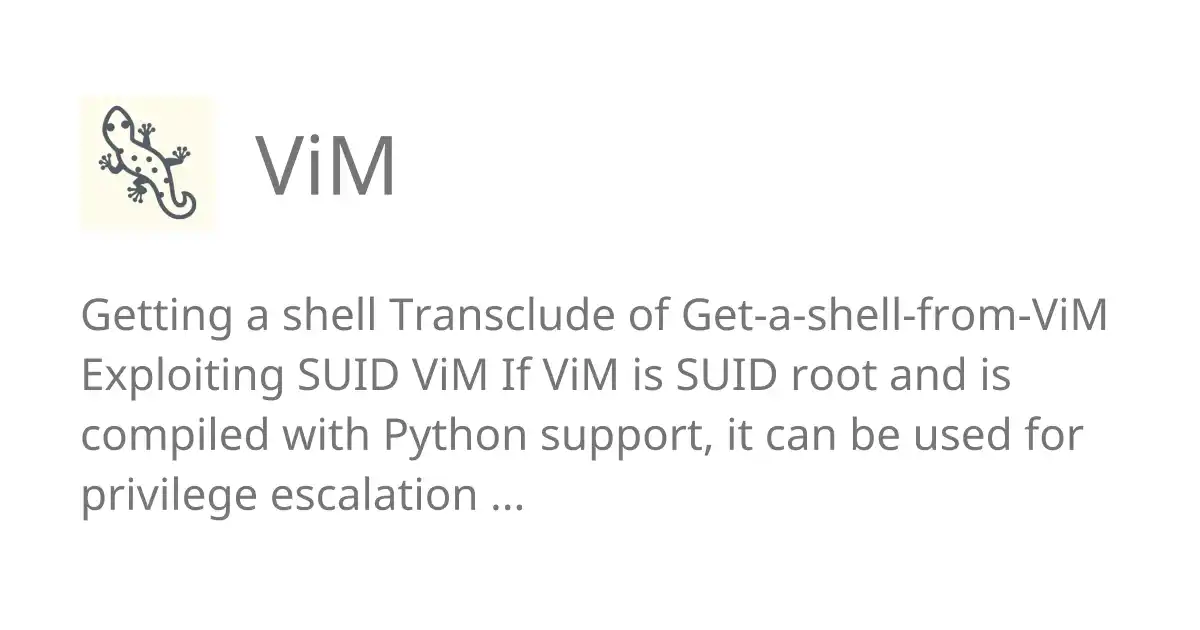 ViM
Getting a shell Transclude of Get-a-shell-from-ViM
Exploiting SUID ViM If ViM is SUID root and is
compiled with Python support, it can be used for
privilege escalation ...